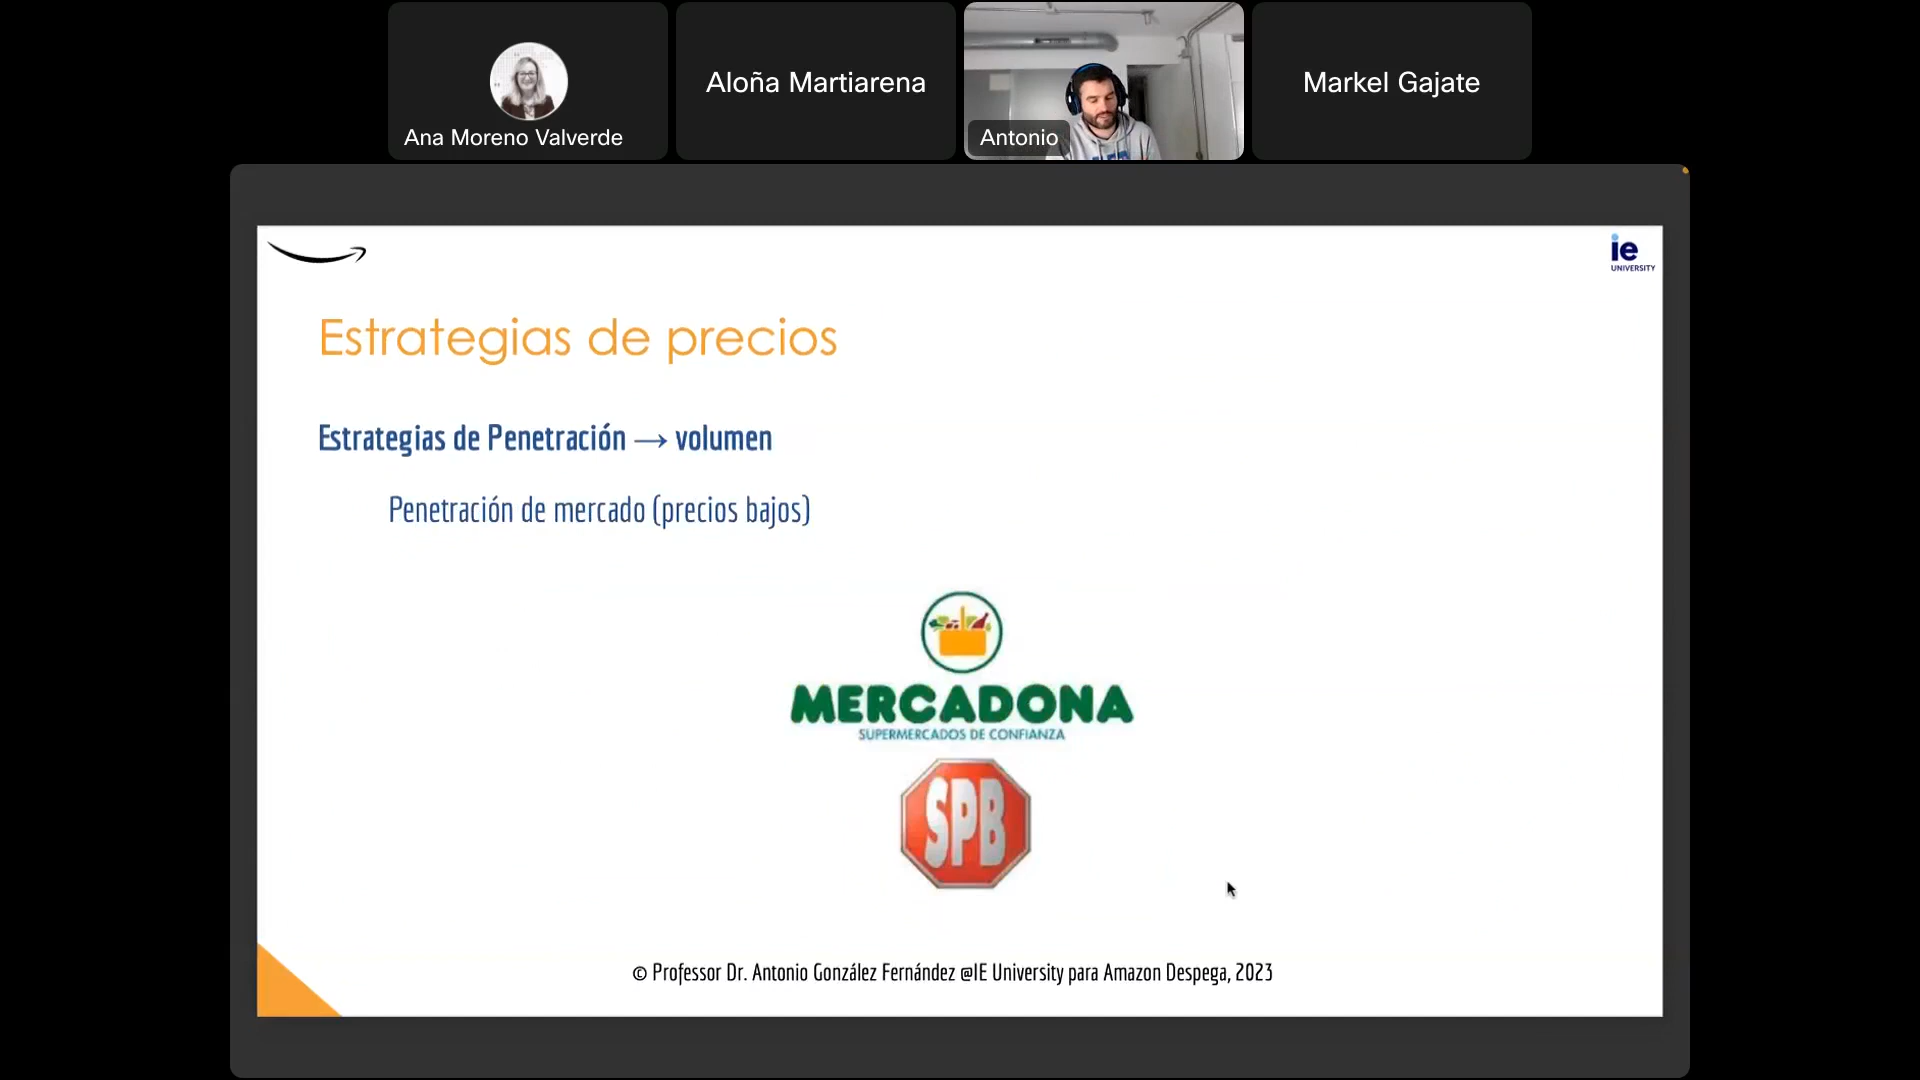 Ana Moreno Valverde
Aloña Martiarena
Antonio
Markel Gajate
ie
UNIVERSITY
Estrategias de precios
Estrategias de Penetración → volumen
Penetración de mercado (precios bajos)
MERCADONA
SUPERMERCADOS DE CONFIANZA
SPB
© Professor Dr. Antonio González Fernández @IE University para Amazon Despega, 2023